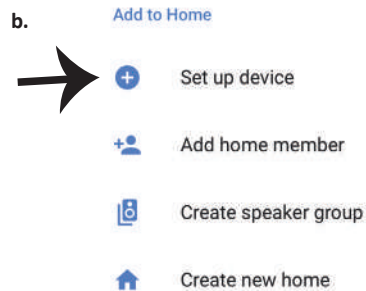 b.
Add to Home
Set up device
Add home member
Create speaker group
Create new home